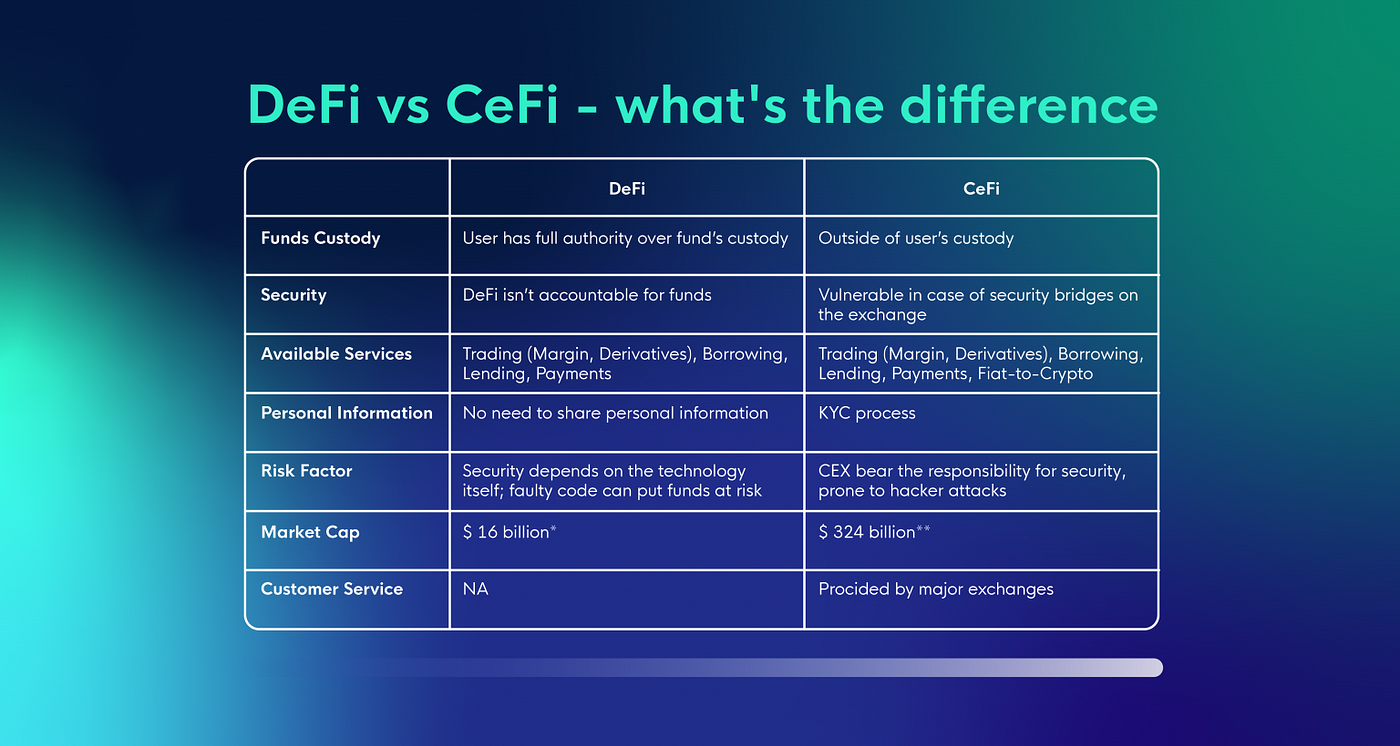 DeFi vs CeFi - what's the difference
DeFi
CeFi
Funds Custody
User has full authority over fund’s custody
Outside of user’s custody
Security
DeFi isn’t accountable for funds
Vulnerable in case of security bridges on
the exchange
Available Services
Trading (Margin, Derivatives), Borrowing,
Lending, Payments
Trading (Margin, Derivatives), Borrowing,
Lending, Payments, Fiat-to-Crypto
Personal Information
No need to share personal information
KYC process
Risk Factor
Security depends on the technology
itself; faulty code can put funds at risk
CEX bear the responsibility for security,
prone to hacker attacks
Market Cap
$ 16 billion*
$ 324 billion**
Customer Service
NA
Procided by major exchanges